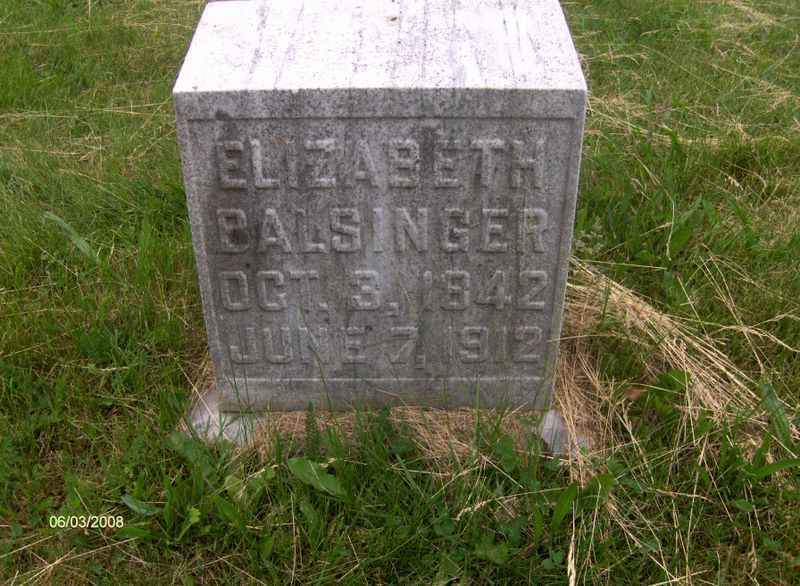 ELIZABETH
BALSINGER
OCT. 3, 1842
JUNE 7, 1912
06/03/2008